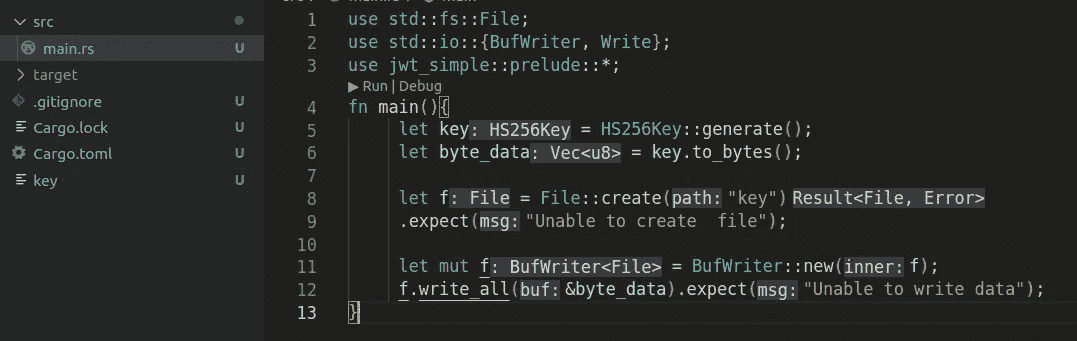 src
main.rs U
target
.gitignore U
Cargo.lock U
Cargo.toml U
key U
1 use std::fs::File;
2 use std::io::{BufWriter, Write};
3 use jwt_simple::prelude::*;
▶ Run | Debug
4 fn main(){
5 let key: HS256Key = HS256Key::generate();
6 let byte_data: Vec<u8> = key.to_bytes();
7
8 let f: File = File::create(path: "key") Result<File, Error>
9 .expect(msg: "Unable to create  file");
10
11 let mut f: BufWriter<File> = BufWriter::new(inner: f);
12 f.write_all(buf: &byte_data).expect(msg: "Unable to write data");
13 }